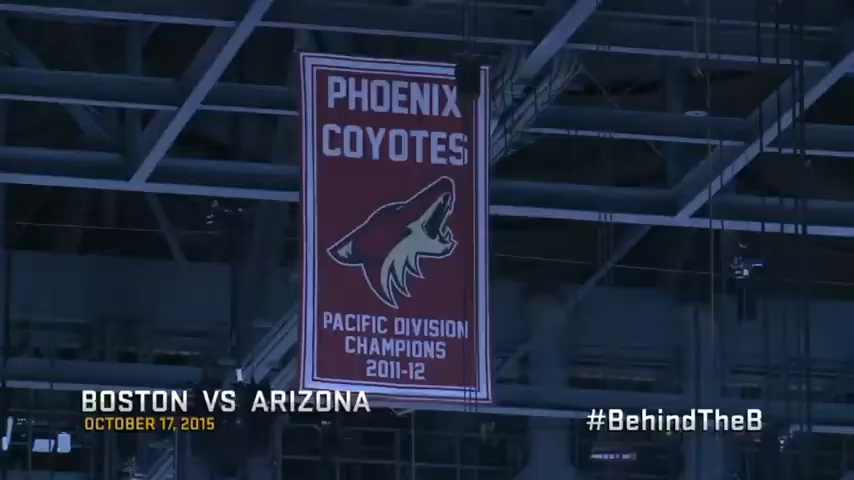 PHOENIX
COYOTES
PACIFIC DIVISION
CHAMPIONS
2011-12
BOSTON VS ARIZONA
OCTOBER 17, 2015
#BehindTheB